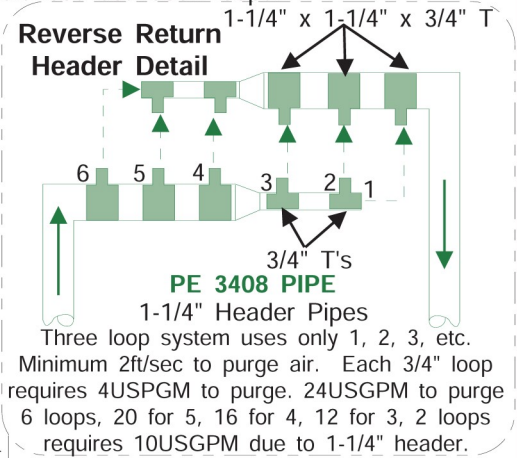 1-1/4" x 1-1/4" x 3/4" T
Reverse Return
Header Detail
6 5 4 3 2 1
3/4" T's
PE 3408 PIPE
1-1/4" Header Pipes
Three loop system uses only 1, 2, 3, etc.
Minimum 2ft/sec to purge air. Each 3/4" loop
requires 4USPGM to purge. 24USGPM to purge
6 loops, 20 for 5, 16 for 4, 12 for 3, 2 loops
requires 10USGPM due to 1-1/4" header.